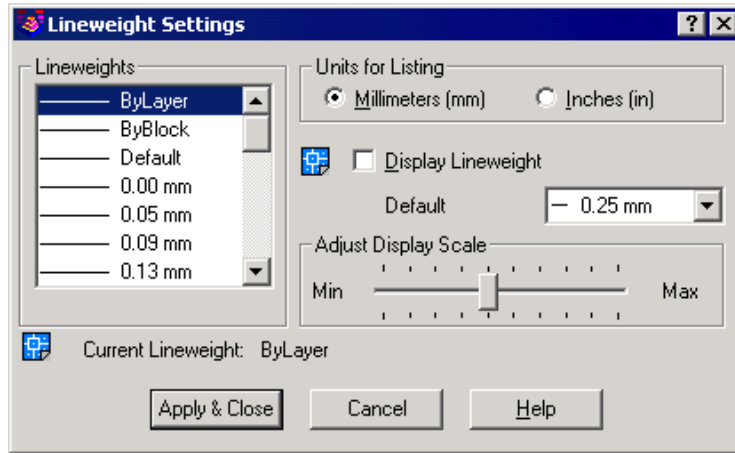 Lineweight Settings
Lineweights
ByLayer
ByBlock
Default
0.00 mm
0.05 mm
0.09 mm
0.13 mm
Units for Listing
Millimeters (mm)
Inches (in)
Display Lineweight
Default
0.25 mm
Adjust Display Scale
Min
Max
Current Lineweight: ByLayer
Apply & Close
Cancel
Help